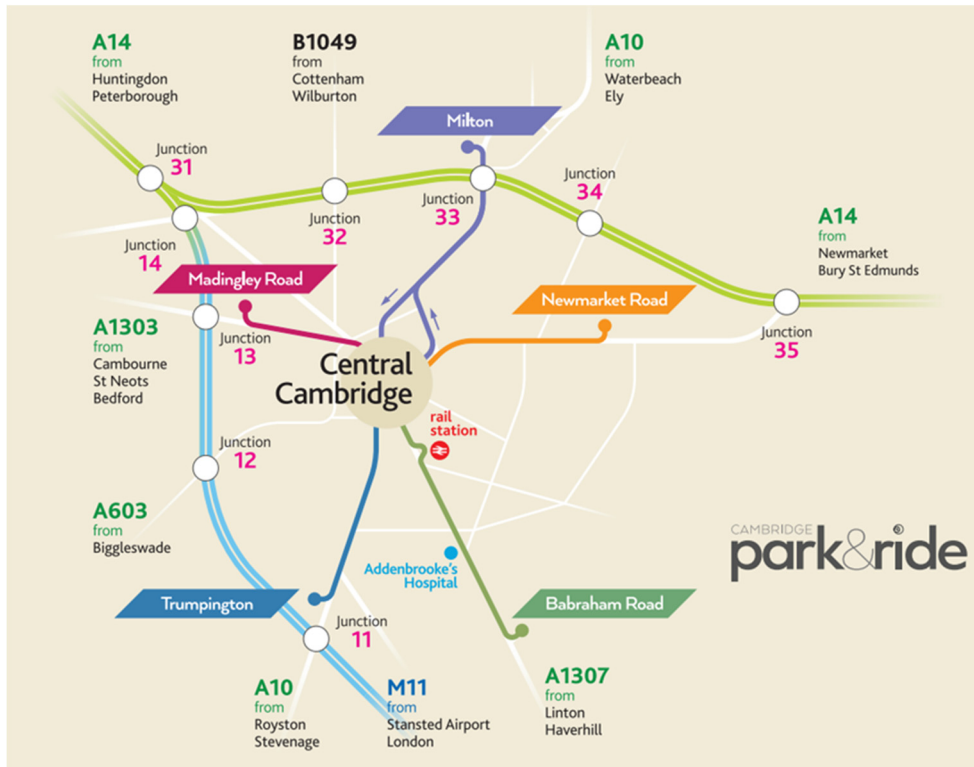 A14
from
Huntingdon
Peterborough
B1049
from
Cottenham
Wilburton
A10
from
Waterbeach
Ely
Milton
Junction
31
Junction
32
Junction
33
Junction
34
A14
from
Newmarket
Bury St Edmunds
Junction
14
Madingley Road
Newmarket Road
A1303
from
Cambourne
St Neots
Bedford
Junction
13
Junction
35
Central
Cambridge
rail
station
Junction
12
A603
from
Biggleswade
CAMBRIDGE
park&ride
Addenbrooke's
Hospital
Trumpington
Babraham Road
Junction
11
A10
from
Royston
Stevenage
M11
from
Stansted Airport
London
A1307
from
Linton
Haverhill